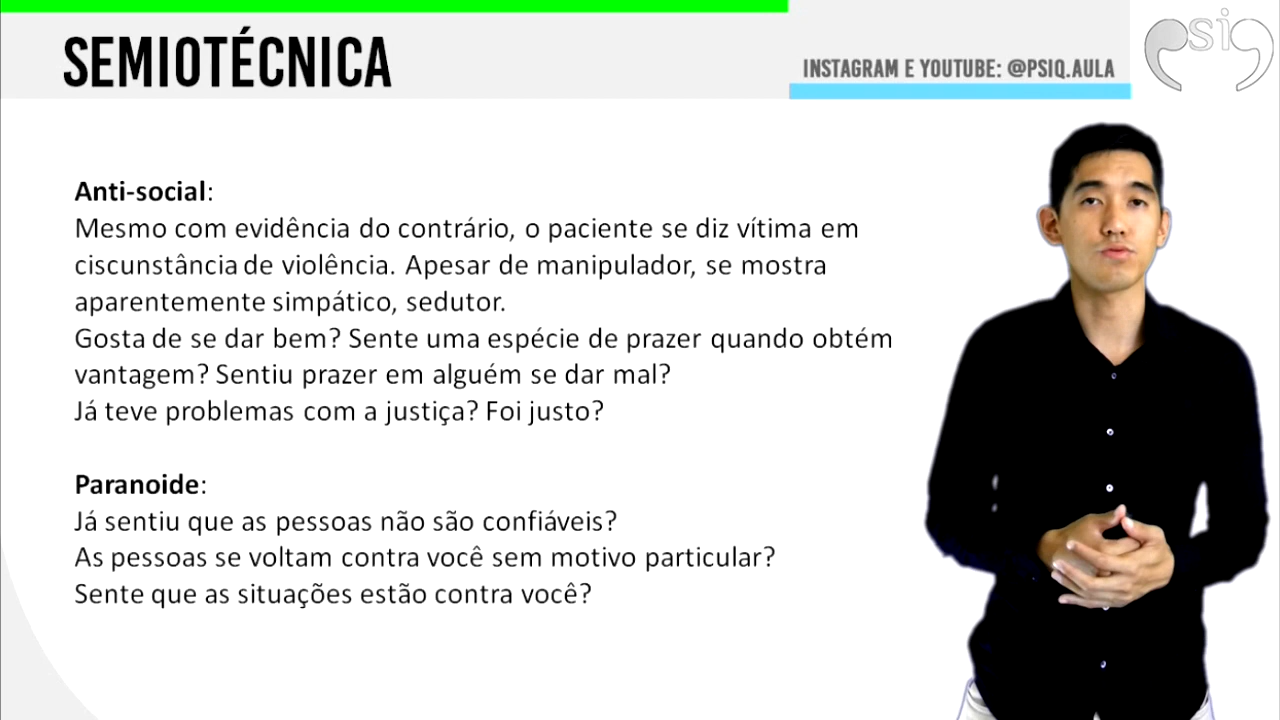 SEMIOTÉCNICA
INSTAGRAM E YOUTUBE: @PSIQ.AULA
psiq
Anti-social:
Mesmo com evidência do contrário, o paciente se diz vítima em
ciscunstância de violência. Apesar de manipulador, se mostra
aparentemente simpático, sedutor.
Gosta de se dar bem? Sente uma espécie de prazer quando obtém
vantagem? Sentiu prazer em alguém se dar mal?
Já teve problemas com a justiça? Foi justo?
Paranoide:
Já sentiu que as pessoas não são confiáveis?
As pessoas se voltam contra você sem motivo particular?
Sente que as situações estão contra você?